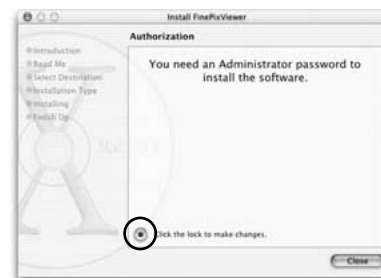 Install FinePixViewer
Authorization
Introduction
Read Me
Select Destination
Installation Type
Installing
Finish Up
You need an Administrator password to
install the software.
Click the lock to make changes.
Close